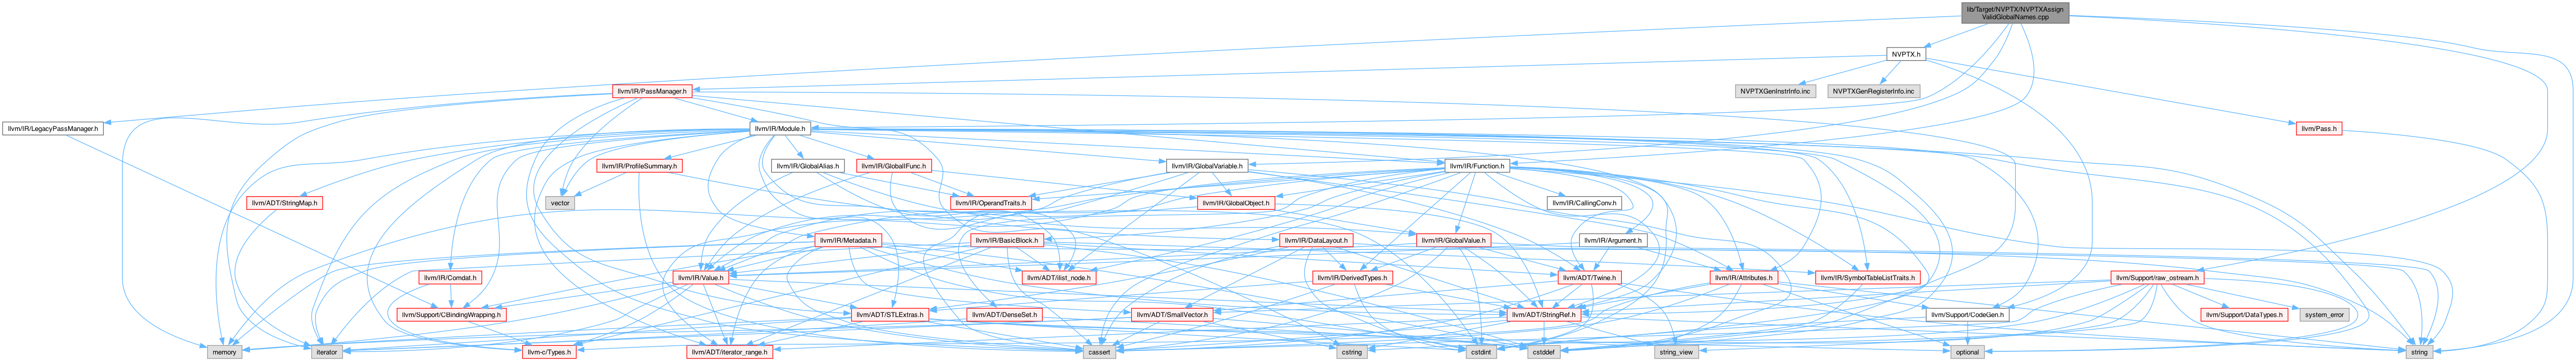 lib/Target/NVPTX/NVPTXAssign
ValidGlobalNames.cpp
NVPTX.h
llvm/IR/PassManager.h
NVPTXGenInstrInfo.inc
NVPTXGenRegisterInfo.inc
llvm/IR/LegacyPassManager.h
llvm/IR/Module.h
llvm/Pass.h
llvm/IR/ProfileSummary.h
llvm/IR/GlobalAlias.h
llvm/IR/GlobalIFunc.h
llvm/IR/GlobalVariable.h
llvm/IR/Function.h
llvm/ADT/StringMap.h
vector
llvm/IR/OperandTraits.h
llvm/IR/GlobalObject.h
llvm/IR/CallingConv.h
llvm/IR/Metadata.h
llvm/IR/BasicBlock.h
llvm/IR/DataLayout.h
llvm/IR/GlobalValue.h
llvm/IR/Argument.h
llvm/IR/Comdat.h
llvm/IR/Value.h
llvm/ADT/ilist_node.h
llvm/IR/DerivedTypes.h
llvm/ADT/Twine.h
llvm/IR/Attributes.h
llvm/IR/SymbolTableListTraits.h
llvm/Support/raw_ostream.h
llvm/Support/CBindingWrapping.h
llvm/ADT/STLExtras.h
llvm/ADT/DenseSet.h
llvm/ADT/SmallVector.h
llvm/ADT/StringRef.h
llvm/Support/CodeGen.h
llvm/Support/DataTypes.h
system_error
memory
iterator
llvm-c/Types.h
llvm/ADT/iterator_range.h
cassert
cstring
cstdint
cstddef
string_view
optional
string